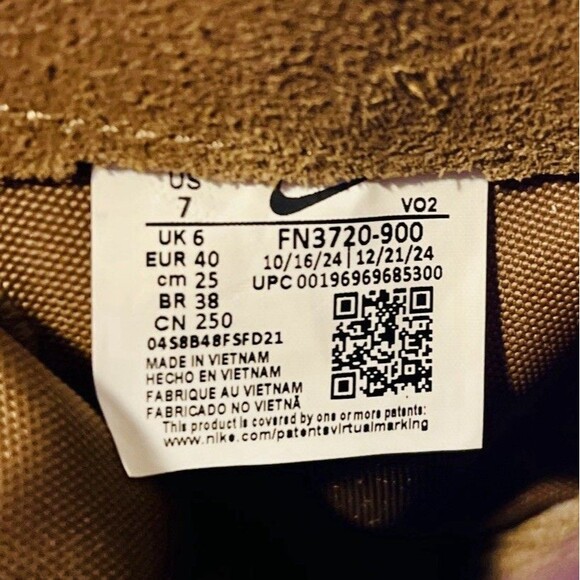 US
7
VO2
UK 6
EUR 40
cm 25
BR 38
CN 250
FN3720-900
10/16/24 | 12/21/24
UPC 00196969685300
04S8B48FSFD21
MADE IN VIETNAM
HECHO EN VIETNAM
FABRIQUE AU VIETNAM
FABRICADO NO VIETNÃ
This product is covered by one or more patents:
www.nike.com/patentsvirtualmarking